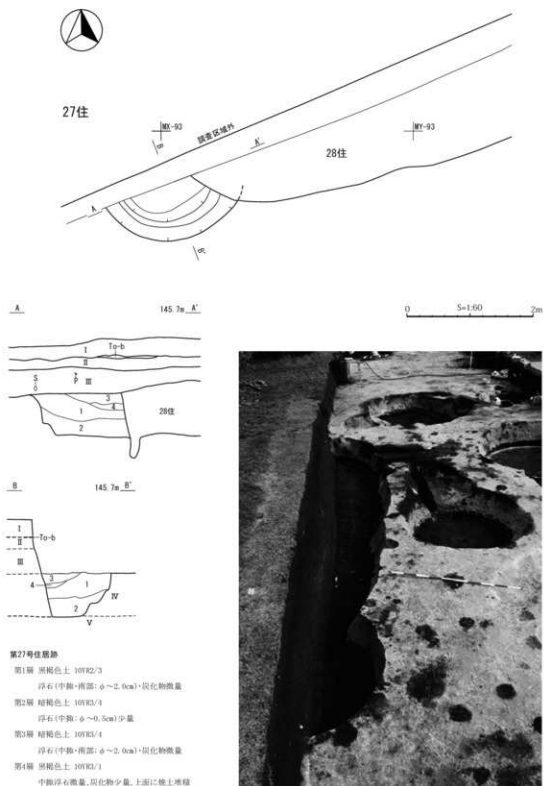 27住
MX-93
MY-93
調査区域外
B
A'
28住
A
B'
A 145.7m A'
S=1:60
0 2m
To-b
I
II
S P III
3
4
1
28住
2
B 145.7m B'
I
To-b
II
III
3
4 1
IV
2
V
第27号住居跡
第1層 黒褐色土 10YR2/3
浮石(中掫・南部:φ～2.0cm)・炭化物微量
第2層 暗褐色土 10YR3/4
浮石(中掫:φ～0.5cm)少量
第3層 暗褐色土 10YR3/4
浮石(中掫・南部:φ～2.0cm)・炭化物微量
第4層 黒褐色土 10YR3/1
中掫浮石微量,炭化物少量,上面に焼土堆積